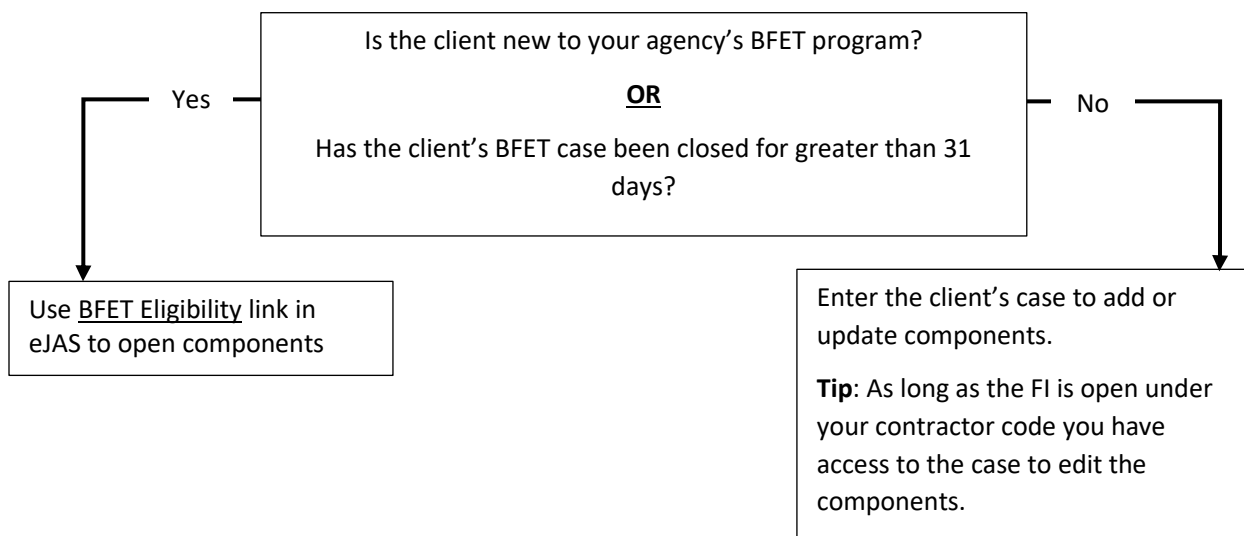 Is the client new to your agency’s BFET program?
OR
Has the client’s BFET case been closed for greater than 31
days?
Yes
No
Use BFET Eligibility link in
eJAS to open components
Enter the client’s case to add or
update components.
Tip: As long as the FI is open under
your contractor code you have
access to the case to edit the
components.